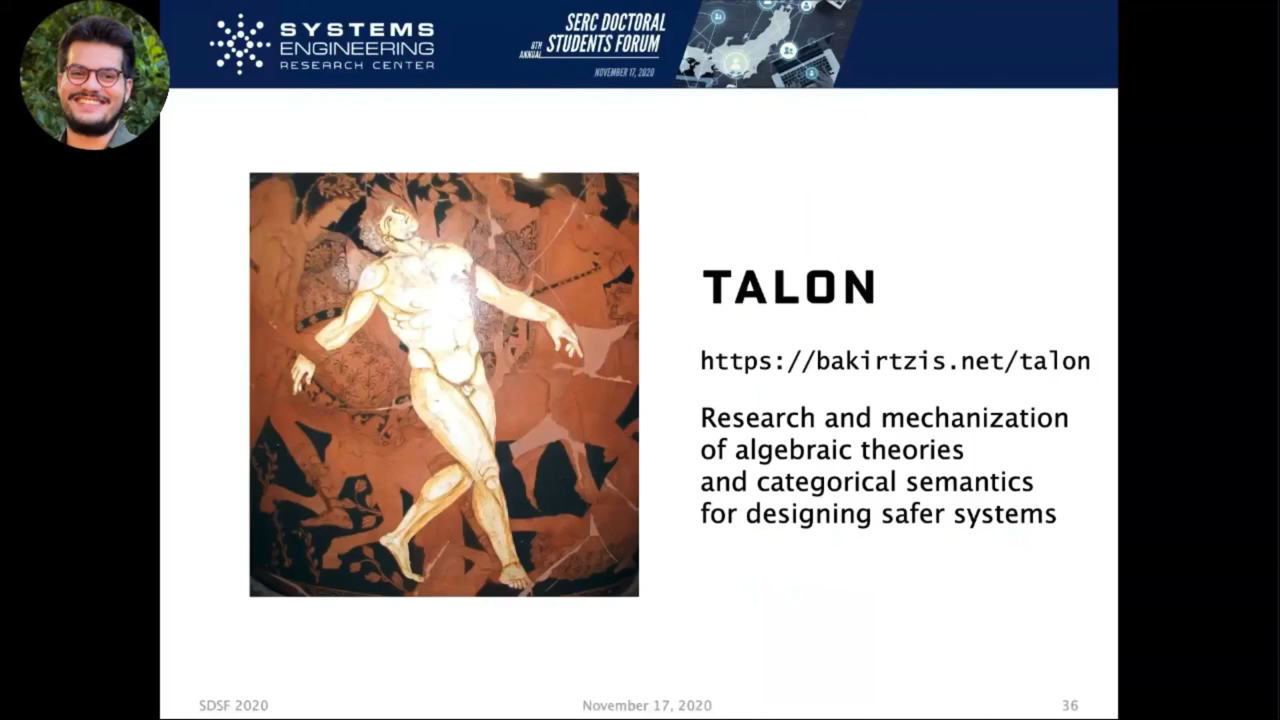 SYSTEMS
ENGINEERING
RESEARCH CENTER
8TH
ANNUAL
SERC DOCTORAL
STUDENTS FORUM
NOVEMBER 17, 2020
TALON
https://bakirtzis.net/talon
Research and mechanization
of algebraic theories
and categorical semantics
for designing safer systems
SDSF 2020
November 17, 2020
36